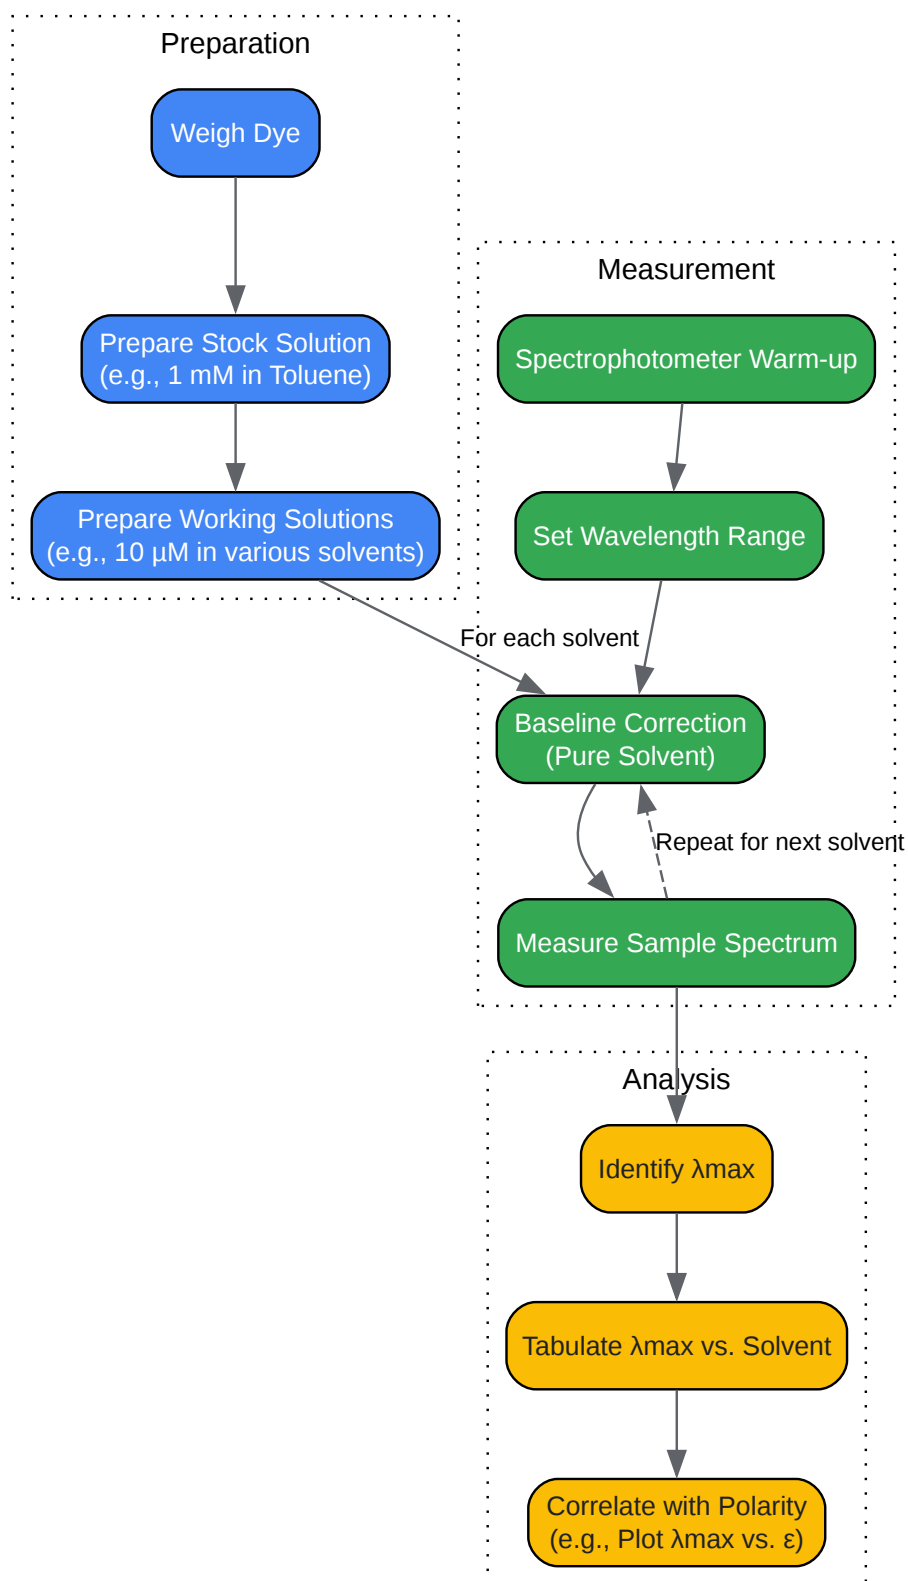 Preparation
Weigh Dye
Prepare Stock Solution
(e.g., 1 mM in Toluene)
Prepare Working Solutions
(e.g., 10 µM in various solvents)
Measurement
Spectrophotometer Warm-up
Set Wavelength Range
For each solvent
Baseline Correction
(Pure Solvent)
Repeat for next solvent
Measure Sample Spectrum
Analysis
Identify λmax
Tabulate λmax vs. Solvent
Correlate with Polarity
(e.g., Plot λmax vs. ε)